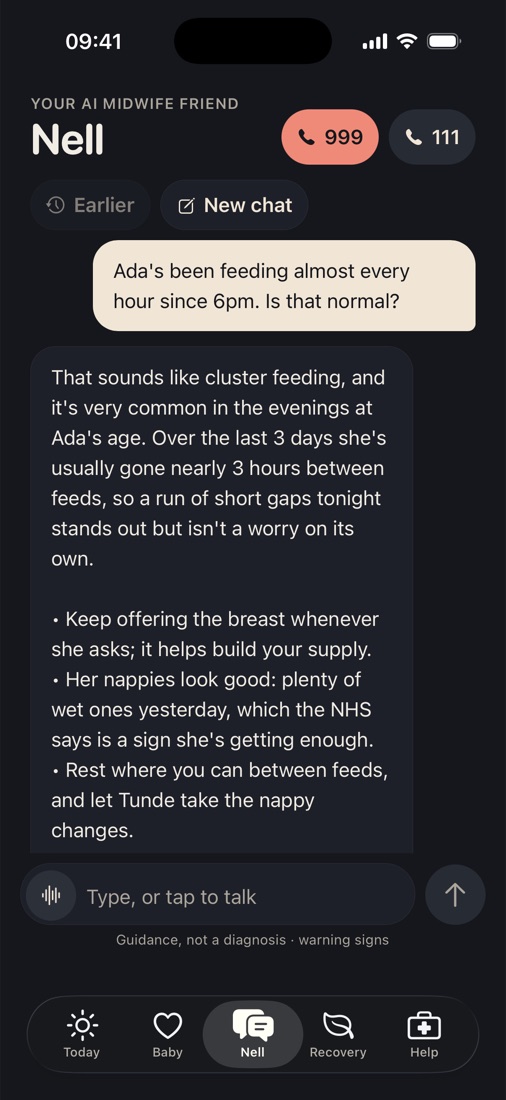 09:41
YOUR AI MIDWIFE FRIEND
Nell
999
111
Earlier
New chat
Ada's been feeding almost every
hour since 6pm. Is that normal?
That sounds like cluster feeding, and
it's very common in the evenings at
Ada's age. Over the last 3 days she's
usually gone nearly 3 hours between
feeds, so a run of short gaps tonight
stands out but isn't a worry on its
own.
• Keep offering the breast whenever
she asks; it helps build your supply.
• Her nappies look good: plenty of
wet ones yesterday, which the NHS
says is a sign she's getting enough.
• Rest where you can between feeds,
and let Tunde take the nappy
changes.
Type, or tap to talk
Guidance, not a diagnosis · warning signs
Today
Baby
Nell
Recovery
Help